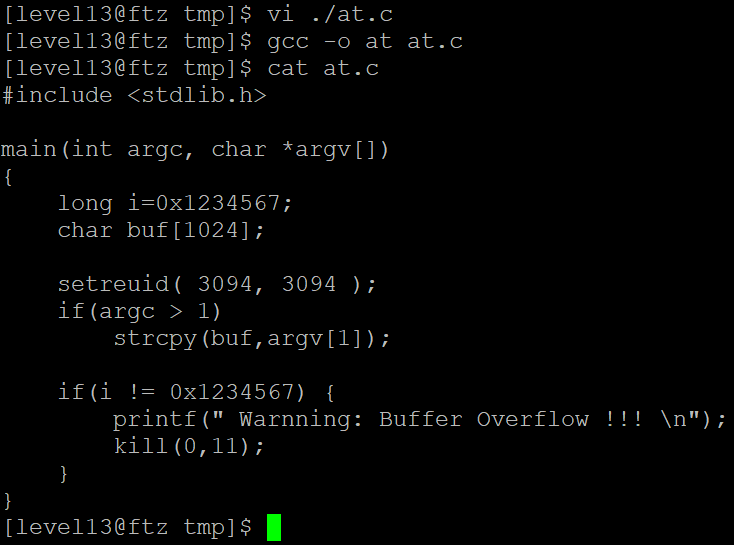 [level13@ftz tmp]$ vi ./at.c
[level13@ftz tmp]$ gcc -o at at.c
[level13@ftz tmp]$ cat at.c
#include <stdlib.h>

main(int argc, char *argv[])
{
    long i=0x1234567;
    char buf[1024];

    setreuid( 3094, 3094 );
    if(argc > 1)
        strcpy(buf,argv[1]);

    if(i != 0x1234567) {
        printf(" Warnning: Buffer Overflow !!! \n");
        kill(0,11);
    }
}
[level13@ftz tmp]$